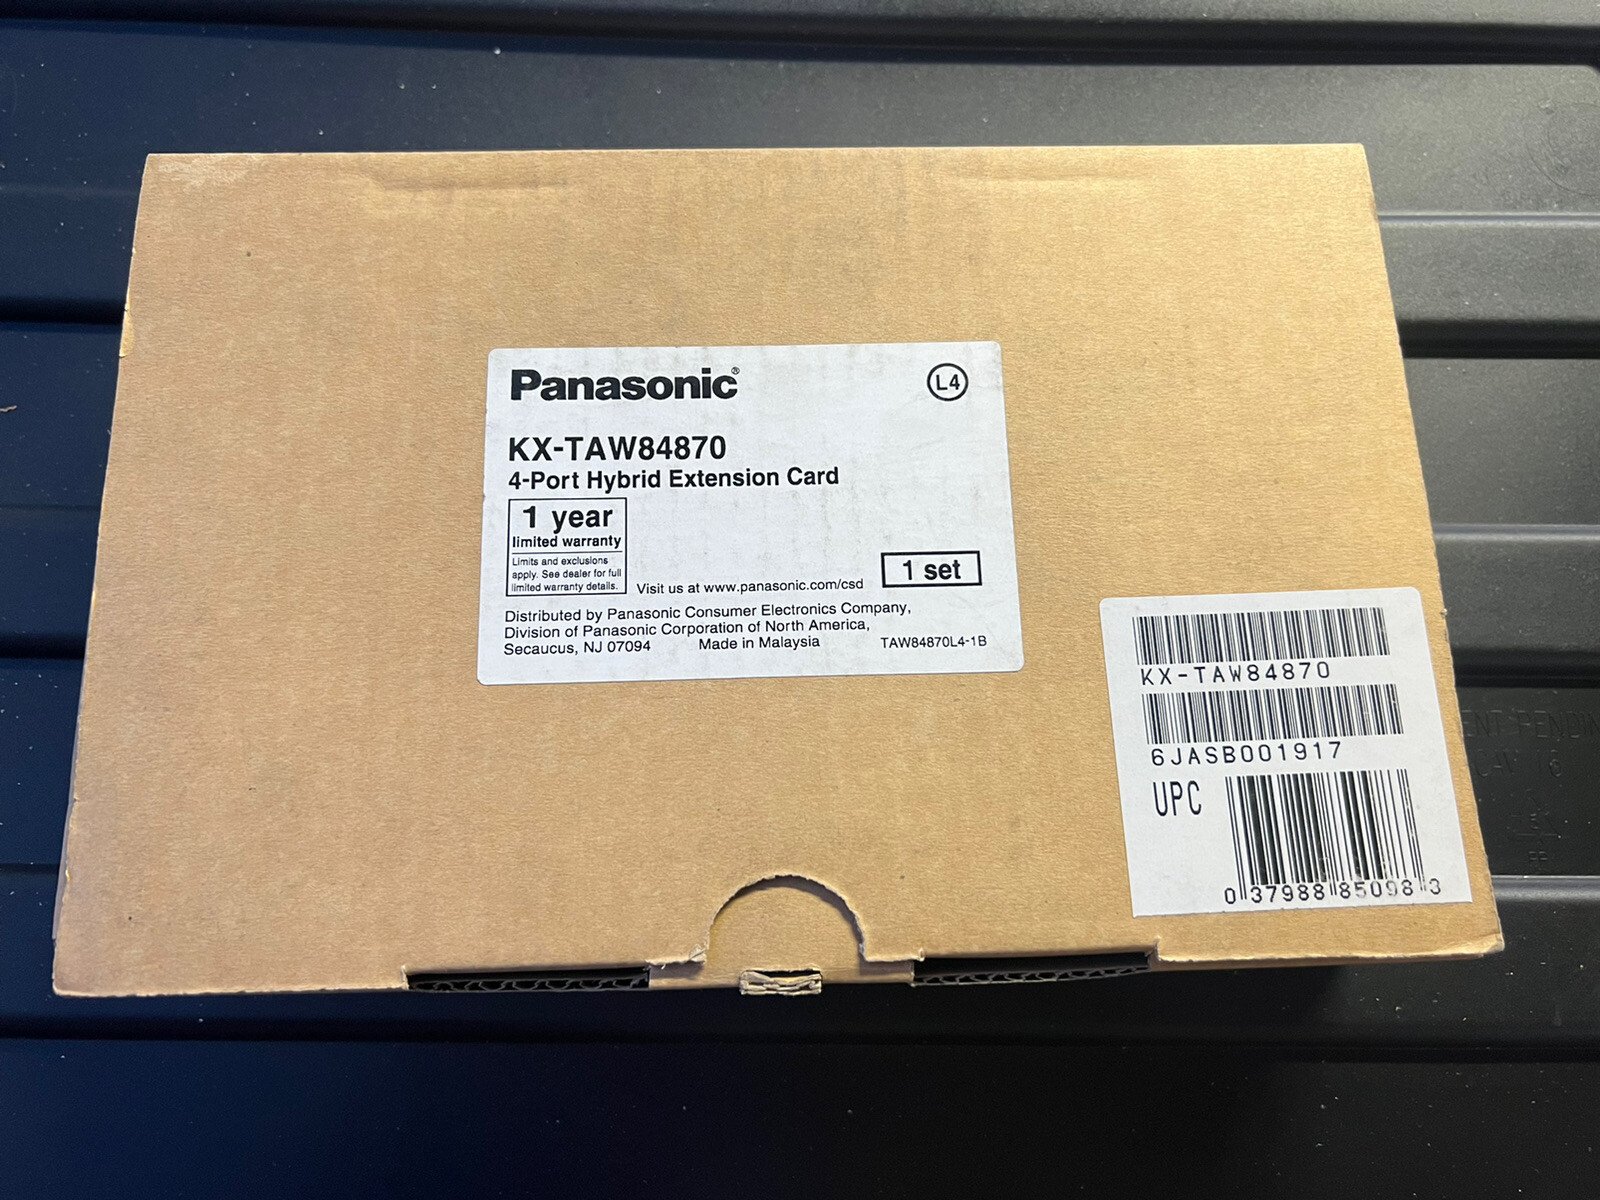 Panasonic®
L4
KX-TAW84870
4-Port Hybrid Extension Card
1 year
limited warranty
Limits and exclusions
apply. See dealer for full
limited warranty details.
Visit us at www.panasonic.com/csd
1 set
Distributed by Panasonic Consumer Electronics Company,
Division of Panasonic Corporation of North America,
Secaucus, NJ 07094 Made in Malaysia TAW84870L4-1B
KX-TAW84870
6JASB001917
UPC
0 37988 85098 3